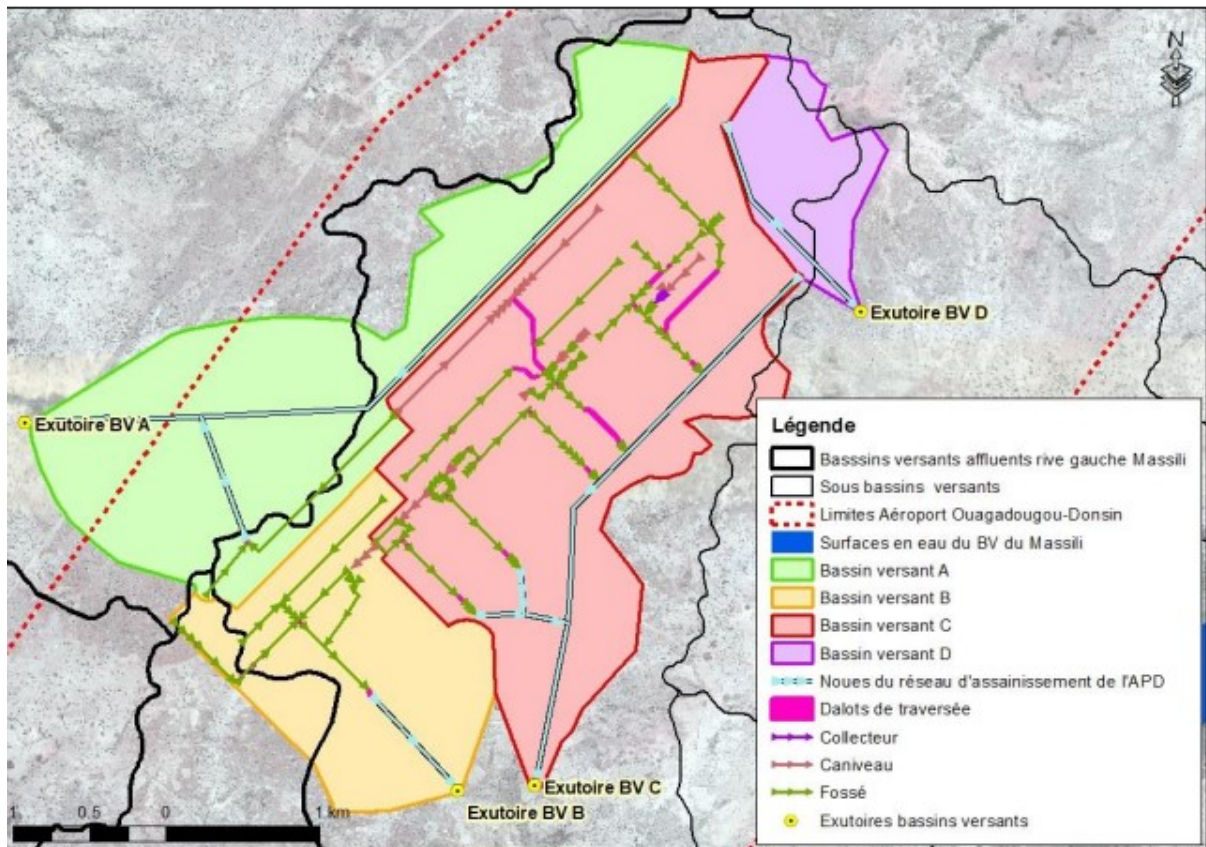 N
Exutoire BV D
Exutoire BV A
Légende
Basssins versants affluents rive gauche Massili
Sous bassins versants
Limites Aéroport Ouagadougou-Donsin
Surfaces en eau du BV du Massili
Bassin versant A
Bassin versant B
Bassin versant C
Bassin versant D
Noues du réseau d'assainissement de l'APD
Dalots de traversée
Collecteur
Caniveau
Fossé
Exutoires bassins versants
Exutoire BV C
Exutoire BV B
1 0.5 0 1 km